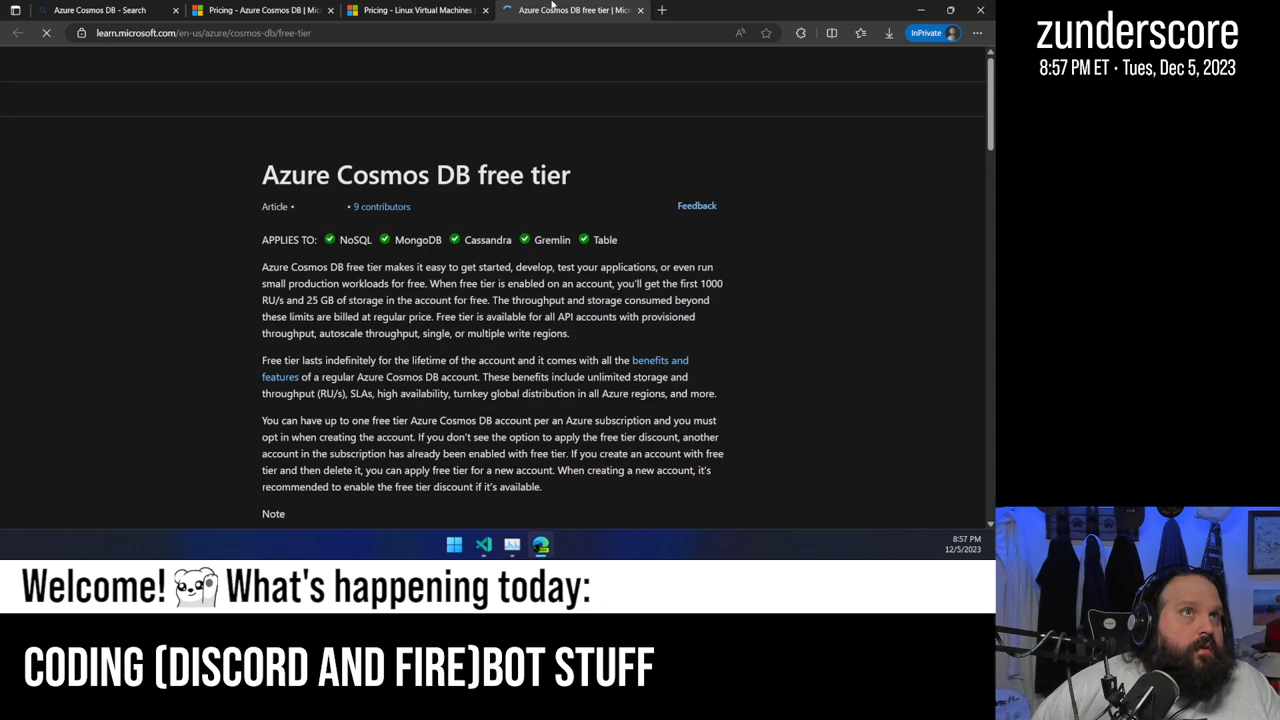 Azure Cosmos DB - Search
Pricing - Azure Cosmos DB | Mic
Pricing - Linux Virtual Machines
Azure Cosmos DB free tier | Micr
learn.microsoft.com/en-us/azure/cosmos-db/free-tier
InPrivate
Azure Cosmos DB free tier
Article •
• 9 contributors
Feedback
APPLIES TO: NoSQL MongoDB Cassandra Gremlin Table
Azure Cosmos DB free tier makes it easy to get started, develop, test your applications, or even run
small production workloads for free. When free tier is enabled on an account, you'll get the first 1000
RU/s and 25 GB of storage in the account for free. The throughput and storage consumed beyond
these limits are billed at regular price. Free tier is available for all API accounts with provisioned
throughput, autoscale throughput, single, or multiple write regions.
Free tier lasts indefinitely for the lifetime of the account and it comes with all the benefits and
features of a regular Azure Cosmos DB account. These benefits include unlimited storage and
throughput (RU/s), SLAs, high availability, turnkey global distribution in all Azure regions, and more.
You can have up to one free tier Azure Cosmos DB account per an Azure subscription and you must
opt in when creating the account. If you don't see the option to apply the free tier discount, another
account in the subscription has already been enabled with free tier. If you create an account with free
tier and then delete it, you can apply free tier for a new account. When creating a new account, it's
recommended to enable the free tier discount if it's available.
Note
8:57 PM
12/5/2023
zunderscore
8:57 PM ET • Tues, Dec 5, 2023
Welcome! What's happening today:
CODING (DISCORD AND FIRE)BOT STUFF